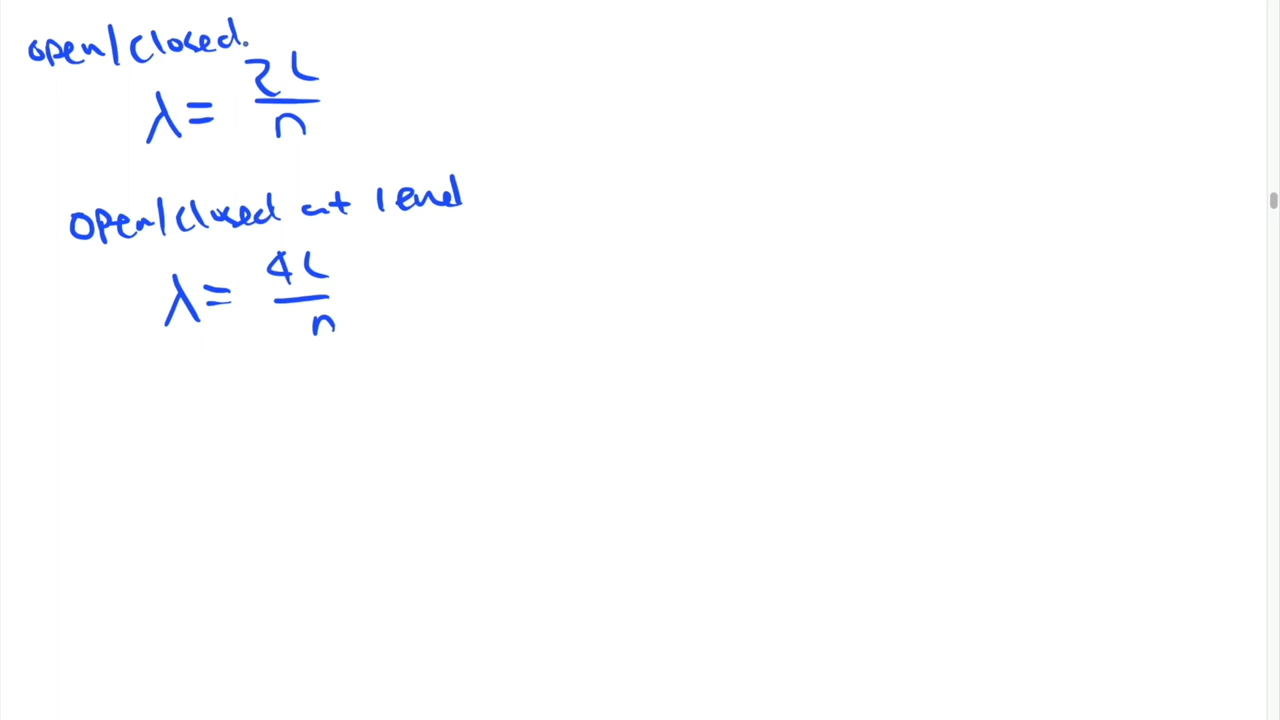 open/closed.
λ = 2L/n
open/closed at 1 end
λ = 4L/n